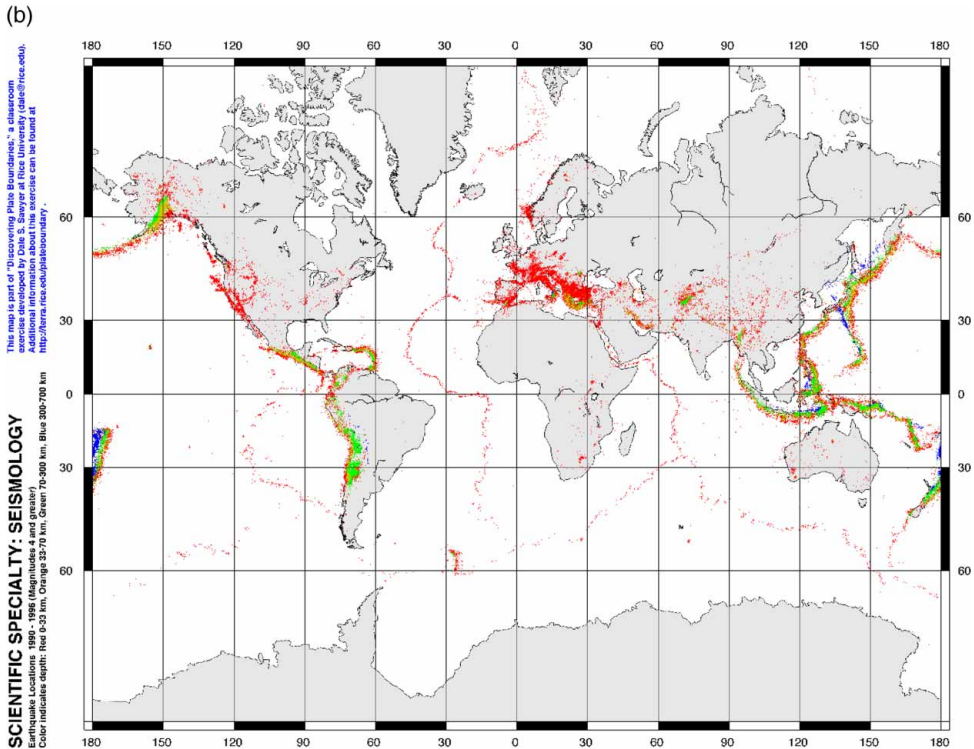 (b)
This map is part of "Discovering Plate Boundaries," a classroom
exercise developed by Dale S. Sawyer at Rice University (dale@rice.edu).
Additional information about this exercise can be found at
http://terra.rice.edu/plateboundary .
SCIENTIFIC SPECIALTY: SEISMOLOGY
Earthquake Locations 1990 - 1996 (Magnitudes 4 and greater)
Color indicates depth: Red 0-33 km, Orange 33-70 km, Green 70-300 km, Blue 300-700 km
180 150 120 90 60 30 0 30 60 90 120 150 180
60 60
30 30
0 0
30 30
60 60
180 150 120 90 60 30 0 30 60 90 120 150 180